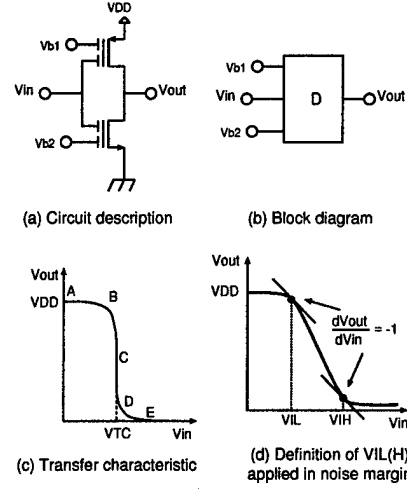 VDD
Vb1
Vin
Vout
Vb2
(a) Circuit description
Vb1
Vin
D
Vout
Vb2
(b) Block diagram
Vout
VDD
A
B
C
D
E
VTC
Vin
(c) Transfer characteristic
Vout
VDD
dVout
dVin
= -1
VIL
VIH
Vin
(d) Definition of VIL(H)
applied in noise margin